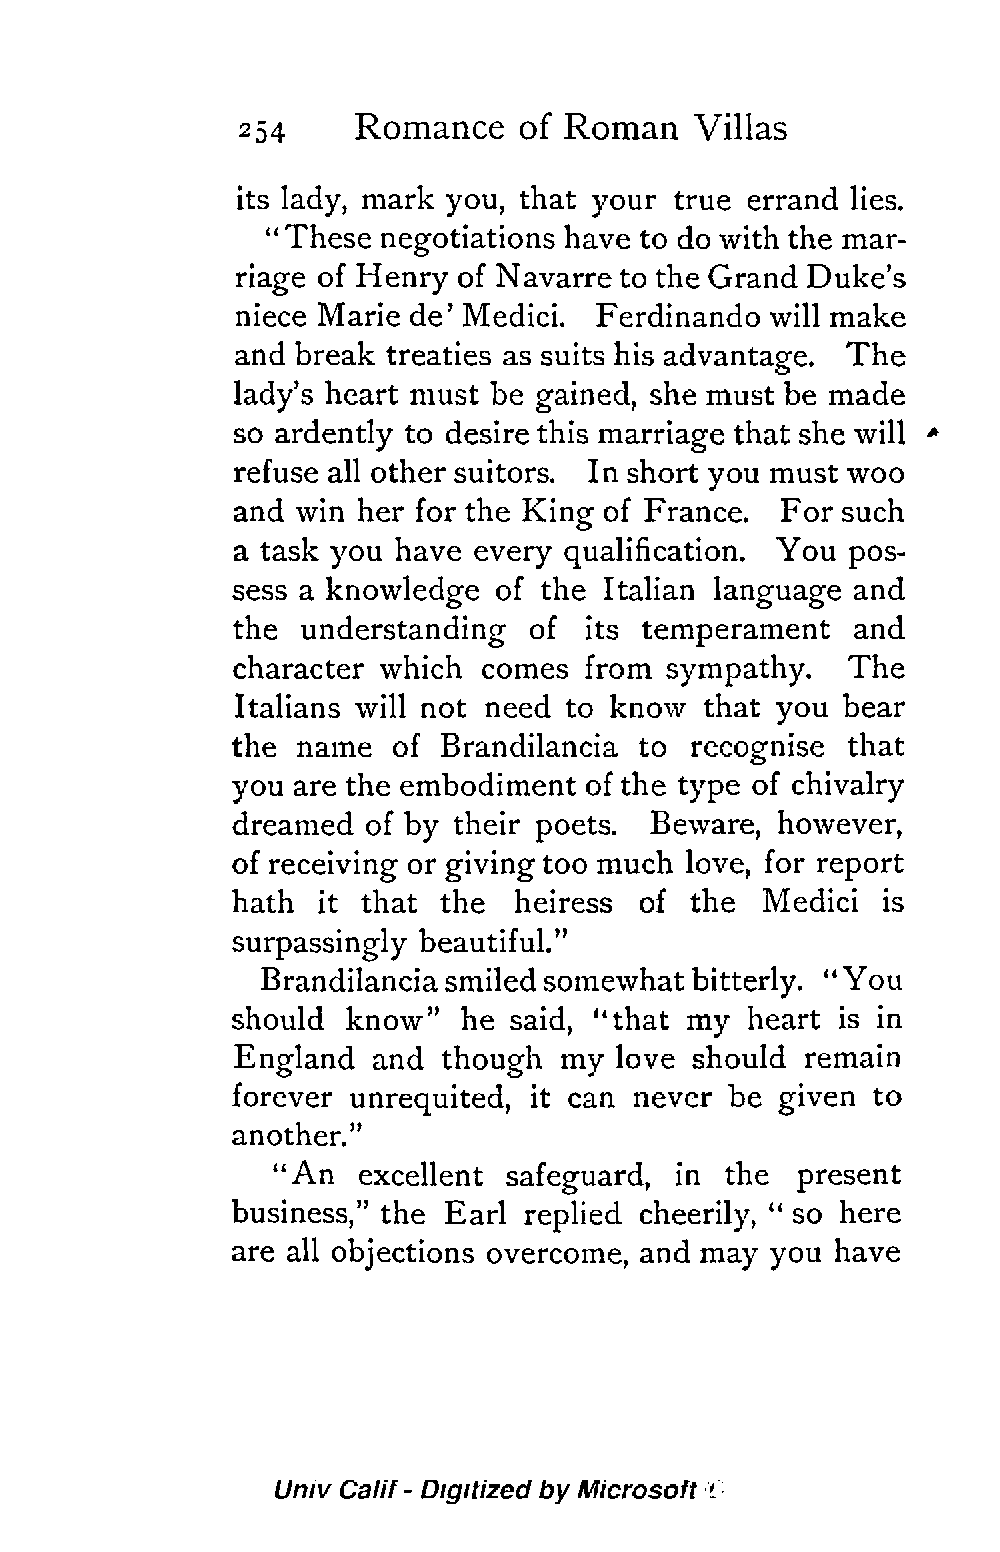 254 Romance of Roman Villas
its lady, mark you, that your true errand lies.
“These negotiations have to do with the mar-
riage of Henry of Navarre to the Grand Duke’s
niece Marie de’ Medici. Ferdinando will make
and break treaties as suits his advantage. The
lady’s heart must be gained, she must be made
so ardently to desire this marriage that she will
refuse all other suitors. In short you must woo
and win her for the King of France. For such
a task you have every qualification. You pos-
sess a knowledge of the Italian language and
the understanding of its temperament and
character which comes from sympathy. The
Italians will not need to know that you bear
the name of Brandilancia to recognise that
you are the embodiment of the type of chivalry
dreamed of by their poets. Beware, however,
of receiving or giving too much love, for report
hath it that the heiress of the Medici is
surpassingly beautiful.”
Brandilancia smiled somewhat bitterly. “You
should know” he said, “that my heart is in
England and though my love should remain
forever unrequited, it can never be given to
another.”
“An excellent safeguard, in the present
business,” the Earl replied cheerily, “ so here
are all objections overcome, and may you have
Univ Calif - Digitized by Microsoft ®